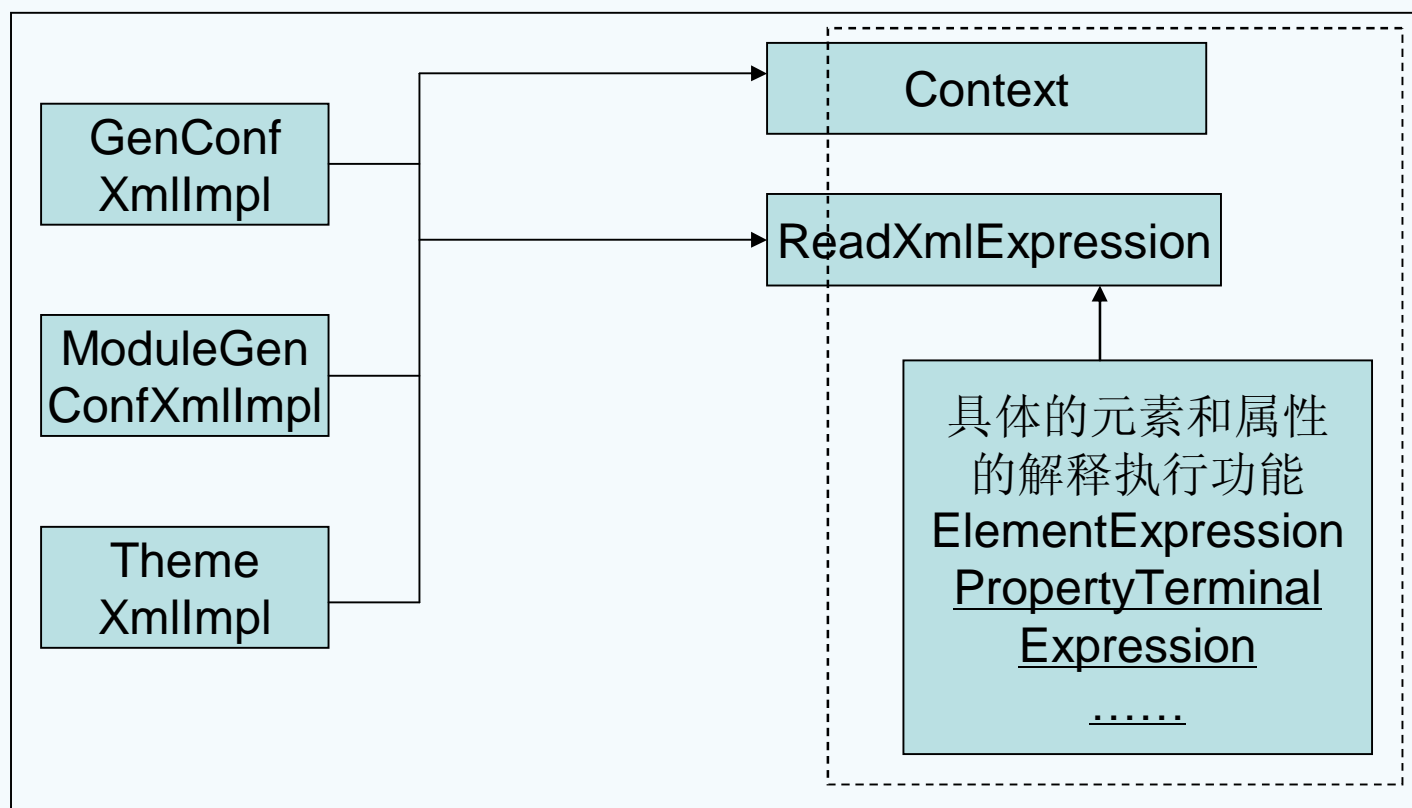 GenConf
XmlImpl
ModuleGen
ConfXmlImpl
Theme
XmlImpl
Context
ReadXmlExpression
具体的元素和属性
的解释执行功能
ElementExpression
PropertyTerminal
Expression
......